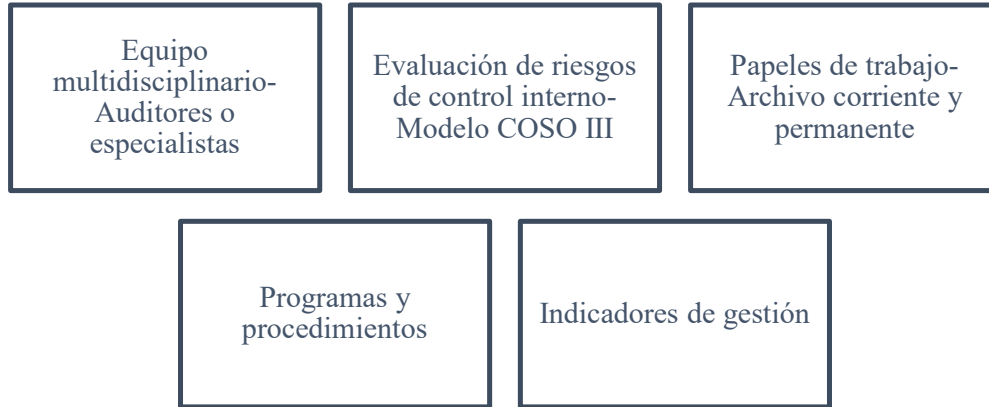 Equipo
multidisciplinario-
Auditores o
especialistas
Evaluación de riesgos
de control interno-
Modelo COSO III
Papeles de trabajo-
Archivo corriente y
permanente
Programas y
procedimientos
Indicadores de gestión